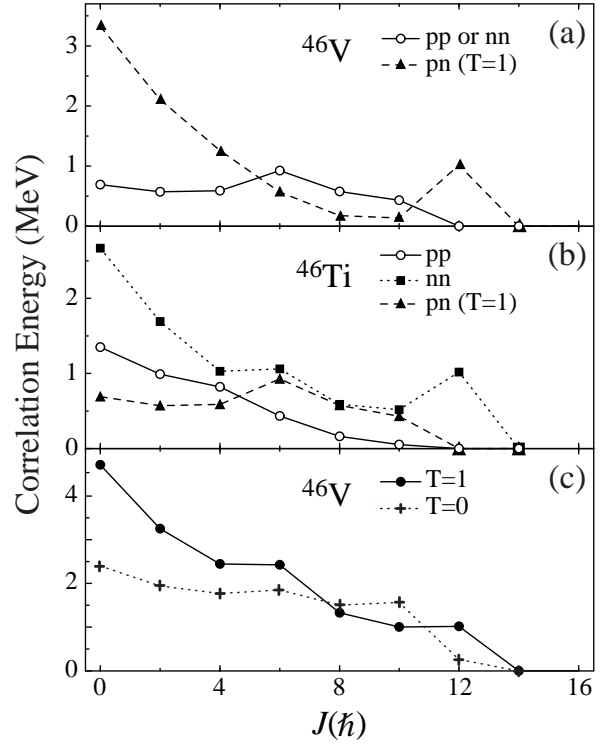 (a)
⁴⁶V
pp or nn
pn (T=1)
3
2
1
0
(b)
⁴⁶Ti
pp
nn
pn (T=1)
2
1
0
(c)
⁴⁶V
T=1
T=0
4
2
0
0 4 8 12 16
J(ℏ)
Correlation Energy (MeV)